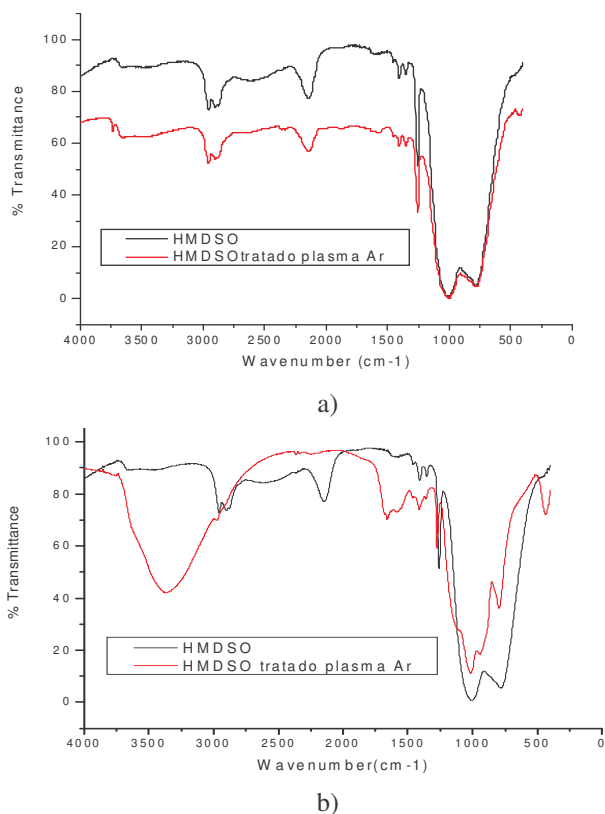 100
80
60
40
20
0
% Transmittance
HMDSO
HMDSOtratado plasma Ar
4000 3500 3000 2500 2000 1500 1000 500 0
Wavenumber (cm-1)
a)
100
80
60
40
20
0
% Transmittance
HMDSO
HMDSO tratado plasma Ar
4000 3500 3000 2500 2000 1500 1000 500 0
Wavenumber(cm-1)
b)